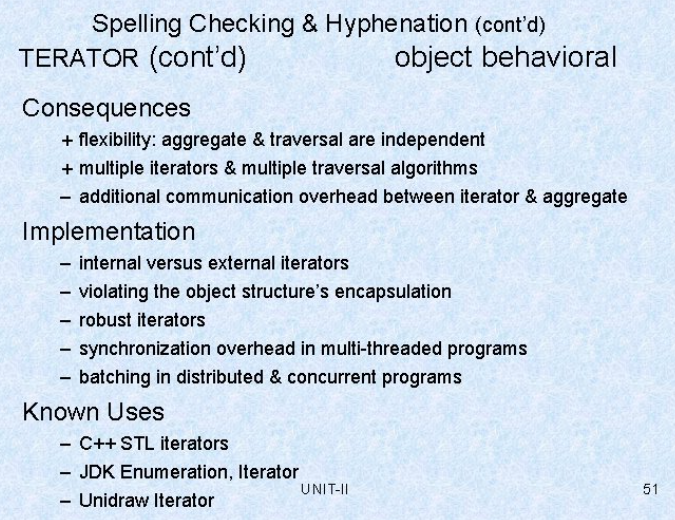 Spelling Checking & Hyphenation (cont'd)
TERATOR (cont'd) object behavioral
Consequences
+ flexibility: aggregate & traversal are independent
+ multiple iterators & multiple traversal algorithms
– additional communication overhead between iterator & aggregate
Implementation
– internal versus external iterators
– violating the object structure's encapsulation
– robust iterators
– synchronization overhead in multi-threaded programs
– batching in distributed & concurrent programs
Known Uses
– C++ STL iterators
– JDK Enumeration, Iterator
– Unidraw Iterator
UNIT-II 51